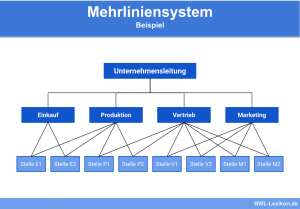 Mehrliniensystem
Beispiel
Unternehmensleitung
Einkauf Produktion Vertrieb Marketing
Stelle E1 Stelle E2 Stelle P1 Stelle P2 Stelle V1 Stelle V2 Stelle M1 Stelle M2
BWL-Lexikon.de